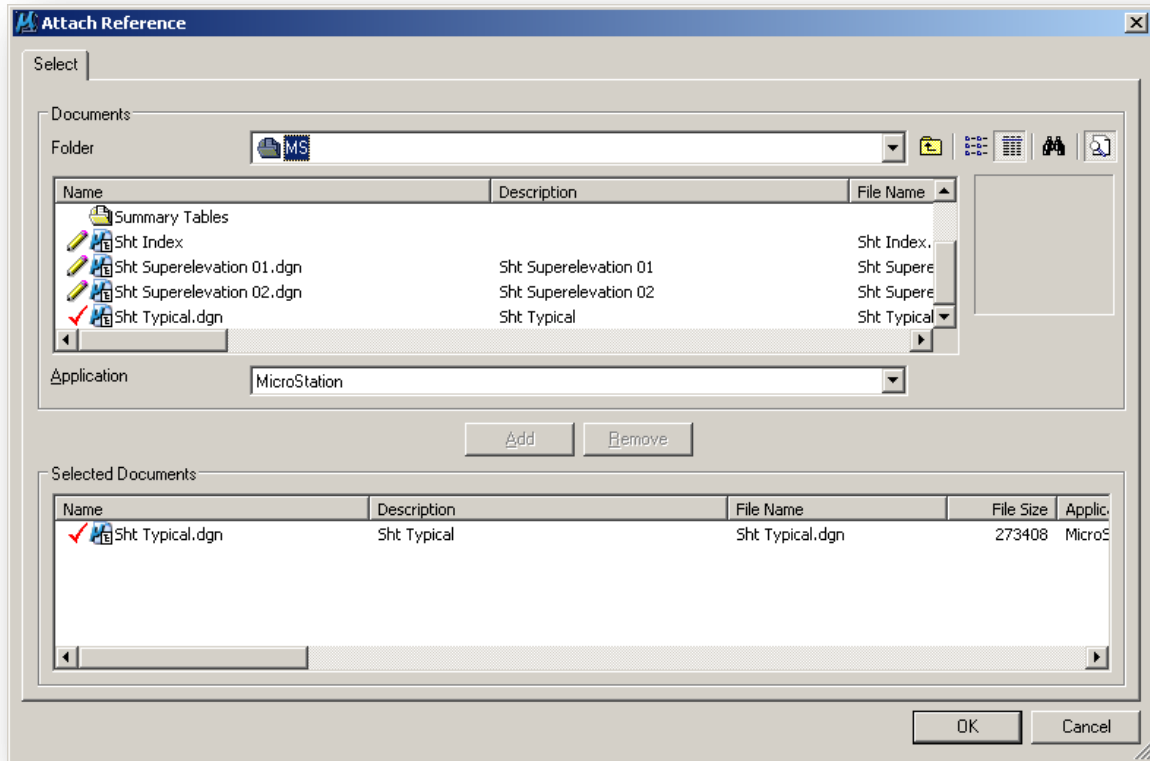 Attach Reference
Select
Documents
Folder
MS
Name Description File Name
Summary Tables
Sht Index Sht Index.
Sht Superelevation 01.dgn Sht Superelevation 01 Sht Supere
Sht Superelevation 02.dgn Sht Superelevation 02 Sht Supere
Sht Typical.dgn Sht Typical Sht Typical
Application
MicroStation
Add Remove
Selected Documents
Name Description File Name File Size Applic
Sht Typical.dgn Sht Typical Sht Typical.dgn 273408 MicroS
OK Cancel